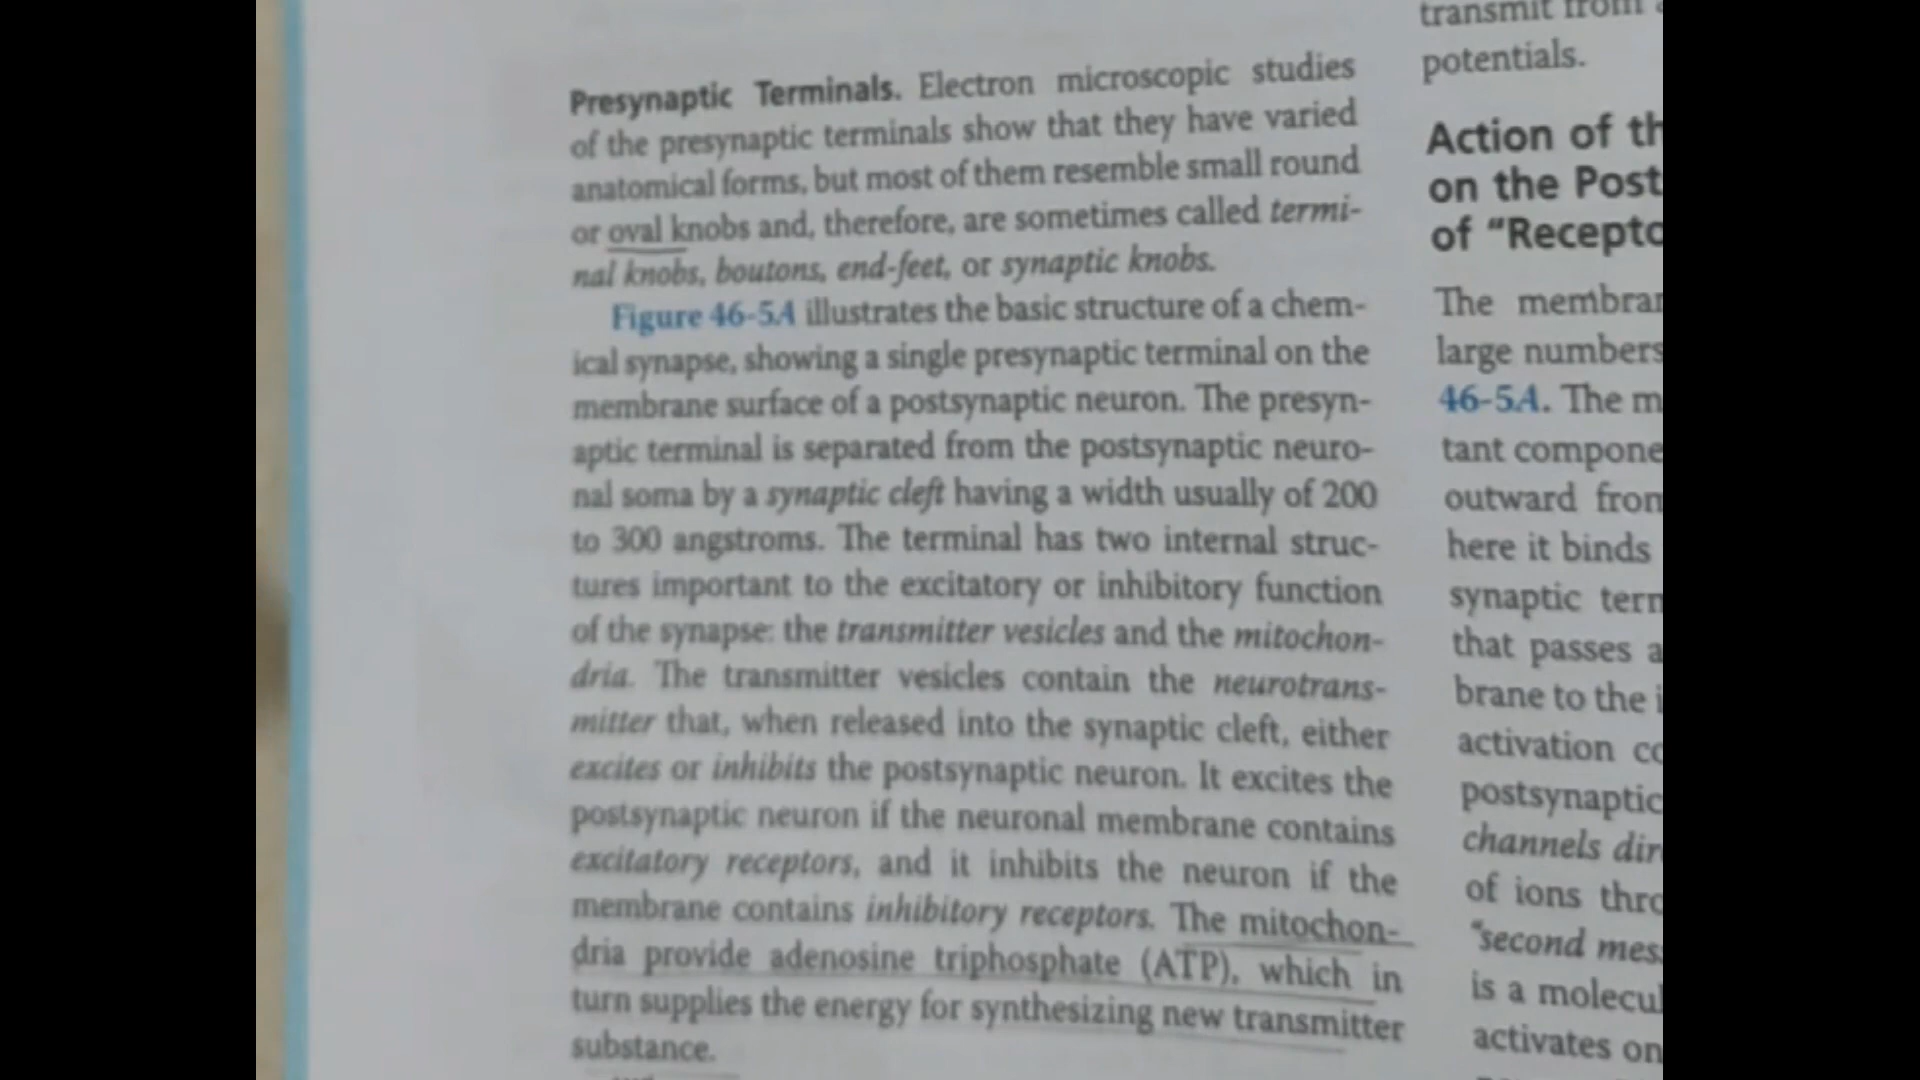 Presynaptic Terminals. Electron microscopic studies
of the presynaptic terminals show that they have varied
anatomical forms, but most of them resemble small round
or oval knobs and, therefore, are sometimes called termi-
nal knobs, boutons, end-feet, or synaptic knobs.
Figure 46-5A illustrates the basic structure of a chem-
ical synapse, showing a single presynaptic terminal on the
membrane surface of a postsynaptic neuron. The presyn-
aptic terminal is separated from the postsynaptic neuro-
nal soma by a synaptic cleft having a width usually of 200
to 300 angstroms. The terminal has two internal struc-
tures important to the excitatory or inhibitory function
of the synapse: the transmitter vesicles and the mitochon-
dria. The transmitter vesicles contain the neurotrans-
mitter that, when released into the synaptic cleft, either
excites or inhibits the postsynaptic neuron. It excites the
postsynaptic neuron if the neuronal membrane contains
excitatory receptors, and it inhibits the neuron if the
membrane contains inhibitory receptors. The mitochon-
dria provide adenosine triphosphate (ATP), which in
turn supplies the energy for synthesizing new transmitter
substance.
transmit from
potentials.
Action of th
on the Post
of “Recepto
The membrar
large numbers
46-5A. The m
tant compone
outward from
here it binds
synaptic term
that passes a
brane to the i
activation co
postsynaptic
channels dir
of ions thro
“second mes
is a molecul
activates on